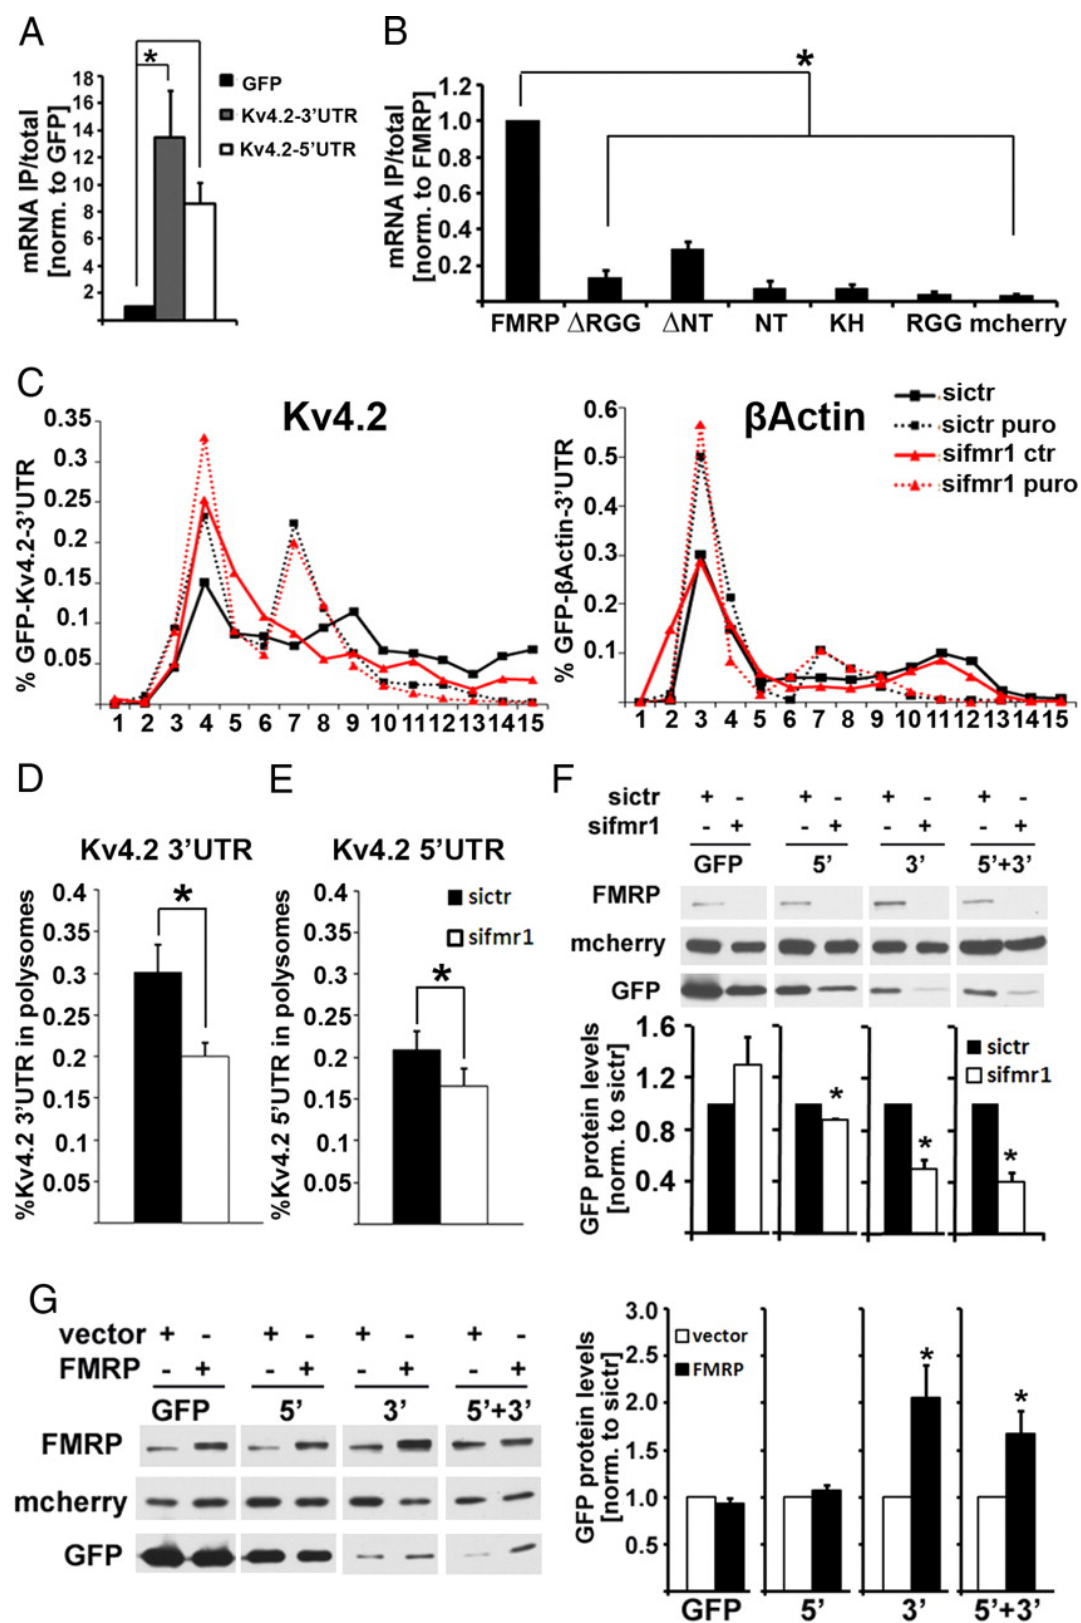 A
mRNA IP/total
[norm. to GFP]
18
16
14
12
10
8
6
4
2
*
GFP
Kv4.2-3'UTR
Kv4.2-5'UTR
B
mRNA IP/total
[norm. to FMRP]
1.2
1.0
0.8
0.6
0.4
0.2
*
FMRP ΔRGG ΔNT NT KH RGG mcherry
C
Kv4.2
% GFP-Kv4.2-3'UTR
0.35
0.3
0.25
0.2
0.15
0.1
0.05
1 2 3 4 5 6 7 8 9 10 11 12 13 14 15
βActin
% GFP-βActin-3'UTR
0.6
0.5
0.4
0.3
0.2
0.1
1 2 3 4 5 6 7 8 9 10 11 12 13 14 15
sictr
sictr puro
sifmr1 ctr
sifmr1 puro
D
Kv4.2 3'UTR
%Kv4.2 3'UTR in polysomes
0.4
0.35
0.3
0.25
0.2
0.15
0.1
0.05
*
E
Kv4.2 5'UTR
%Kv4.2 5'UTR in polysomes
0.4
0.35
0.3
0.25
0.2
0.15
0.1
0.05
*
sictr
sifmr1
F
sictr + - + - + - + -
sifmr1 - + - + - + - +
GFP 5' 3' 5'+3'
FMRP
mcherry
GFP
GFP protein levels
[norm. to sictr]
1.6
1.2
0.8
0.4
* * *
sictr
sifmr1
G
vector + - + - + - + -
FMRP - + - + - + - +
GFP 5' 3' 5'+3'
FMRP
mcherry
GFP
GFP protein levels
[norm. to sictr]
3.0
2.5
2.0
1.5
1.0
0.5
vector
FMRP
* *
GFP 5' 3' 5'+3'